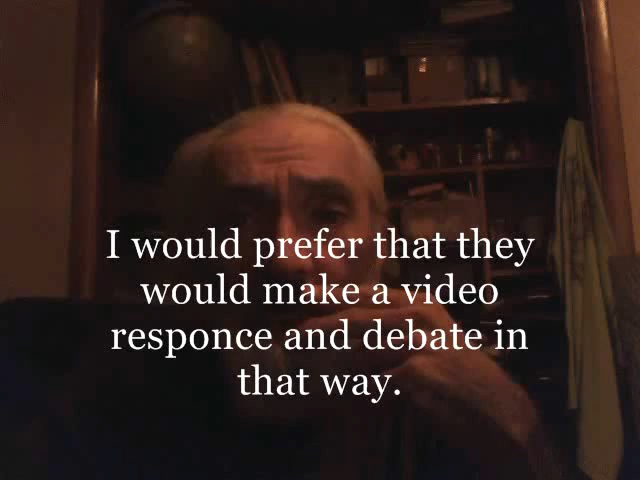 I would prefer that they
would make a video
responce and debate in
that way.